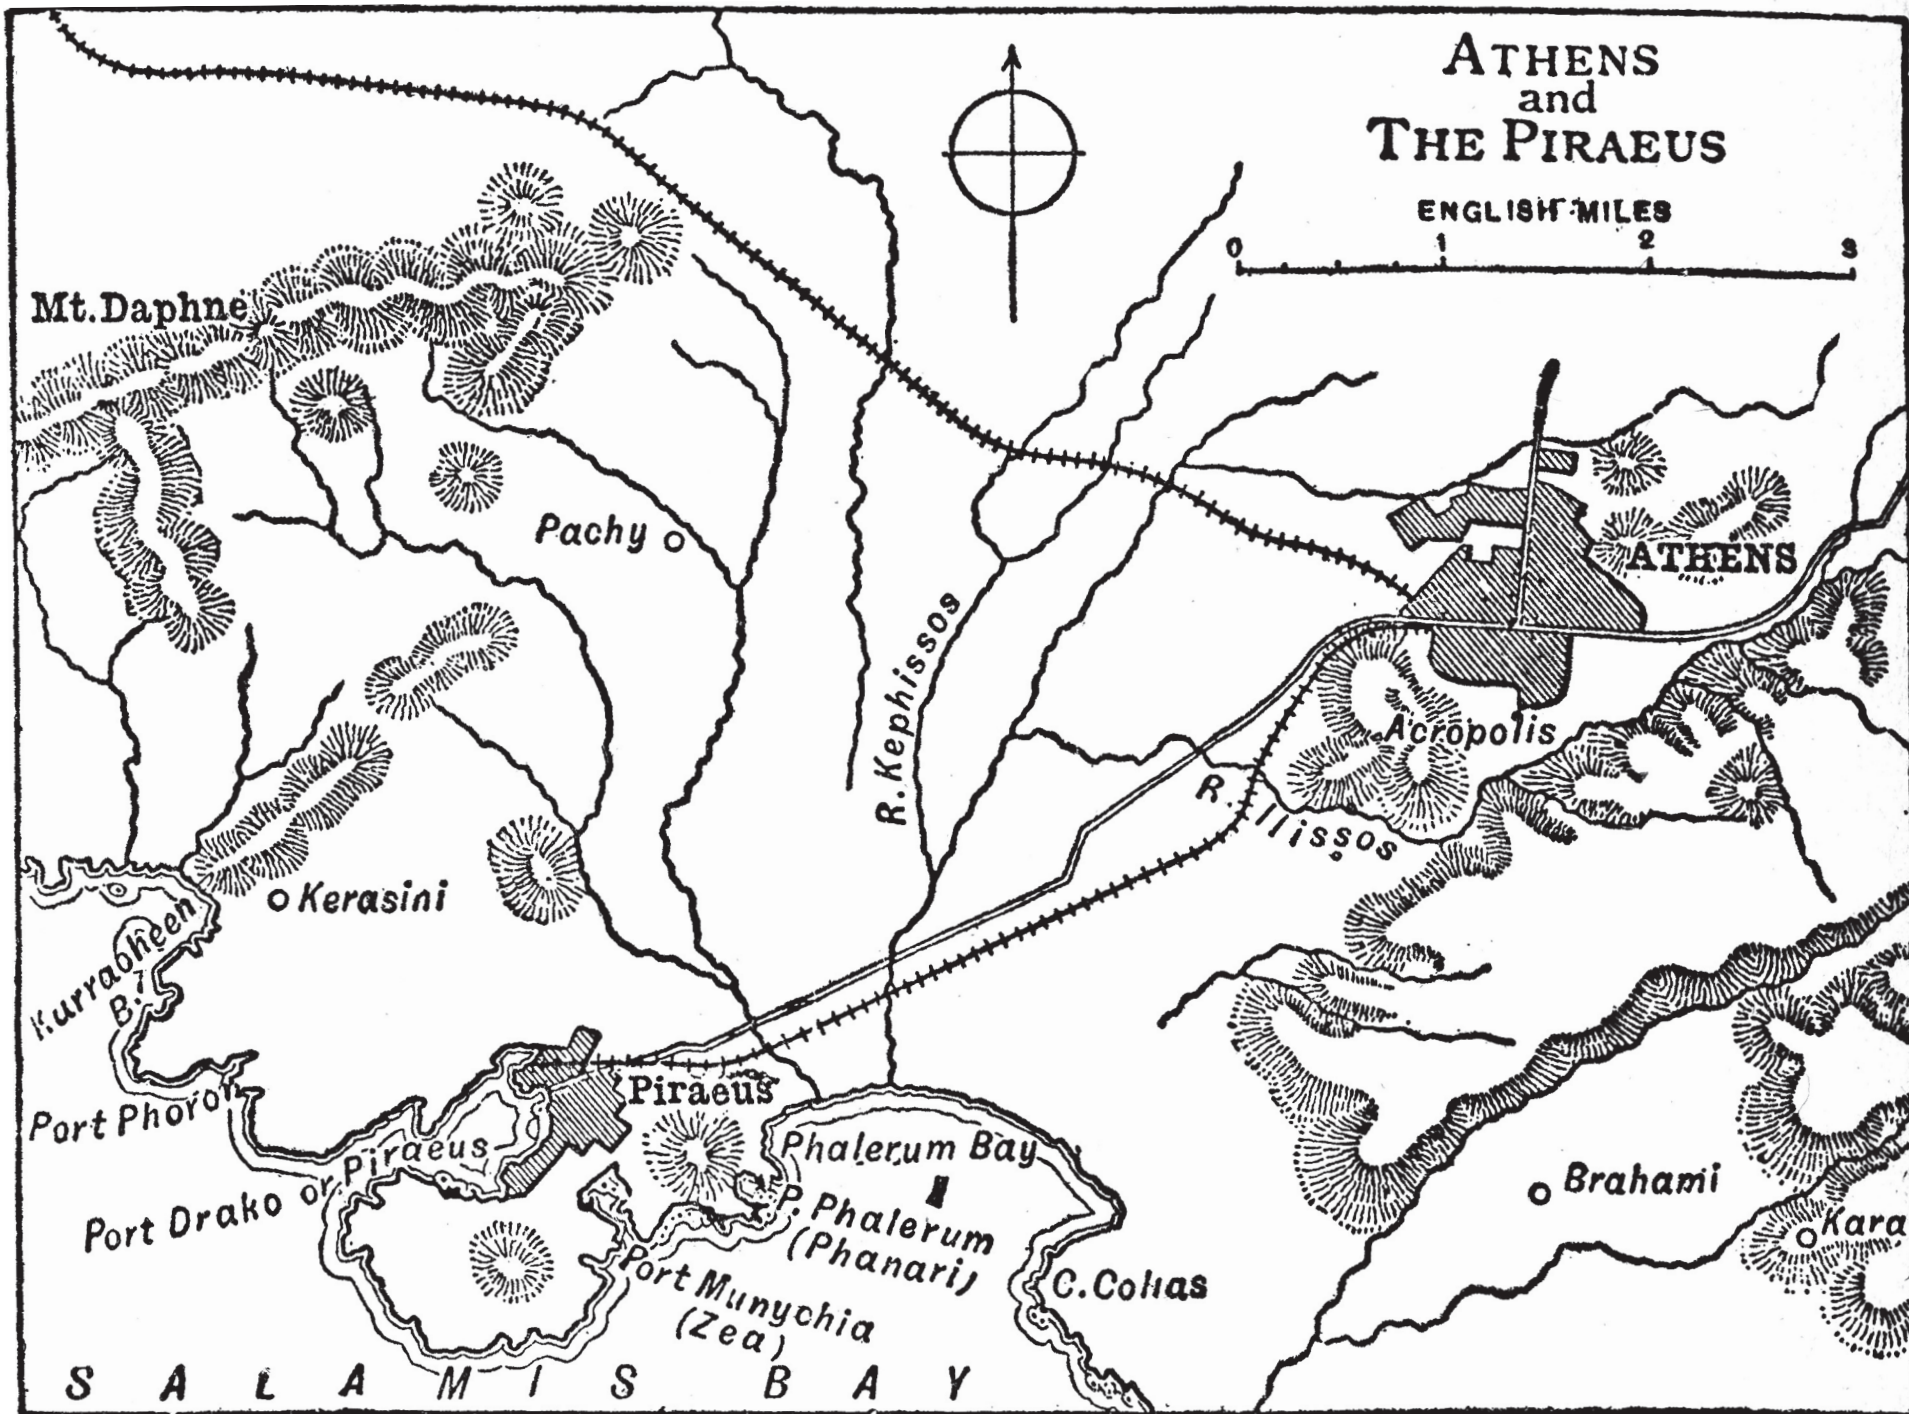 ATHENS
and
THE PIRAEUS
ENGLISH MILES
0 1 2 3
Mt. Daphne
Pachy
ATHENS
R. Kephissos
Acropolis
R. Ilissos
Kerasini
Kurracheen
B.
Piraeus
Port Phoron
Port Drako or Piraeus
Phalerum Bay
P. Phalerum
(Phanari)
Brahami
Kara
C. Colias
Port Munychia
(Zea)
SALAMIS BAY